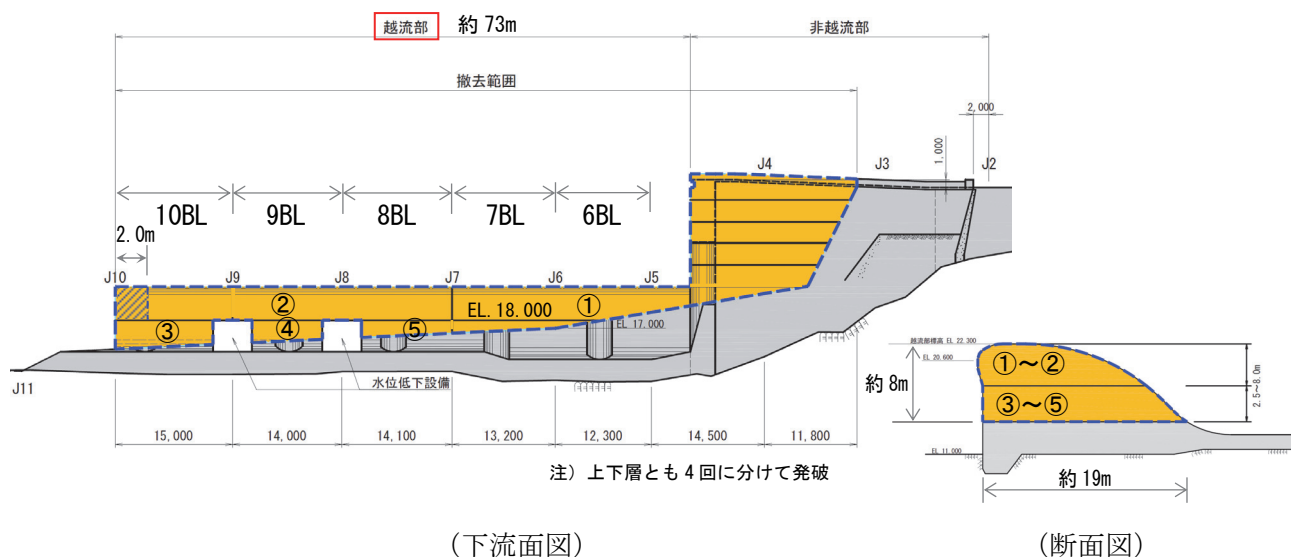 越流部 約 73m 非越流部
撤去範囲
2,000
1,000
J4 J3 J2
10BL 9BL 8BL 7BL 6BL
2.0m
J10 J9 J8 J7 J6 J5
② EL.18.000 ①
③ ④ ⑤ EL 17.000
水位低下設備
J11
15,000 14,000 14,100 13,200 12,300 14,500 11,800
注）上下層とも 4 回に分けて発破
越流部標高 EL 22.300
EL 20.600
①～②
約 8m
③～⑤
2.5～8.0m
EL 11.000
約 19m
(下流面図) (断面図)